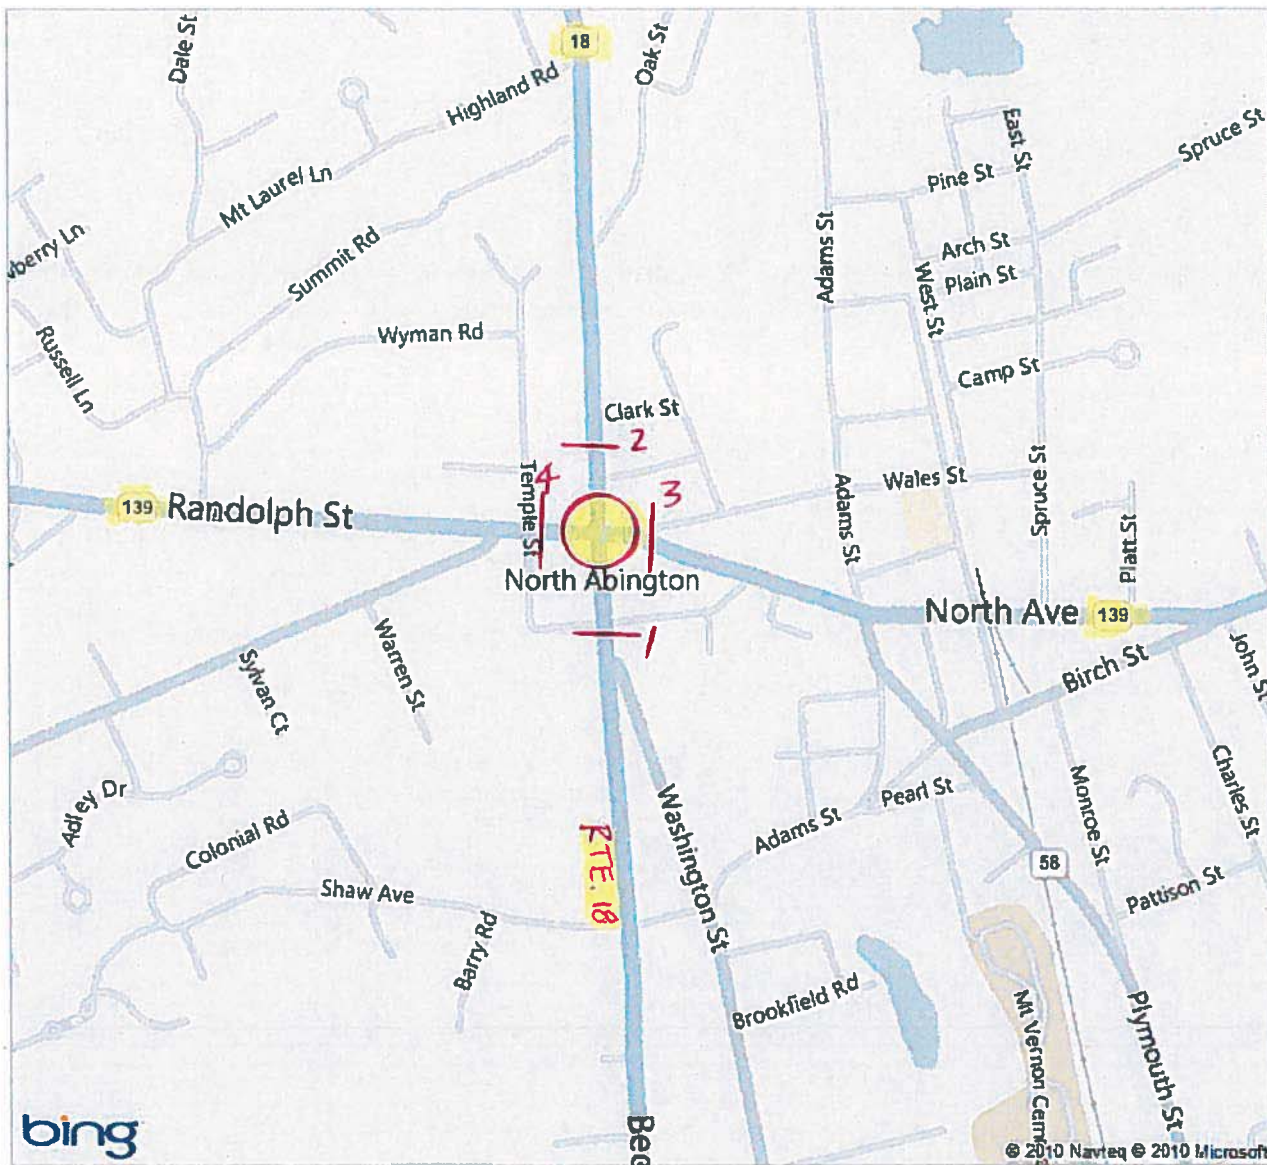 18
Dale St
Oak St
Highland Rd
East St
Spruce St
Pine St
Mt Laurel Ln
Adams St
Arch St
Summit Rd
Plain St
West St
Wyman Rd
Russell Ln
Camp St
Clark St
2
Temple St
4
3
Wales St
Spruce St
139
Randolph St
Adams St
Platt St
North Abington
North Ave
139
1
Birch St
John St
Warren St
Sylvan Ct
Adley Dr
Colonial Rd
Washington St
Pearl St
Adams St
Monroe St
Charles St
RTE. 18
58
Shaw Ave
Pattison St
Barry Rd
Brookfield Rd
Mt Vernon
Plymouth St
bing
© 2010 Navteq © 2010 Microsoft